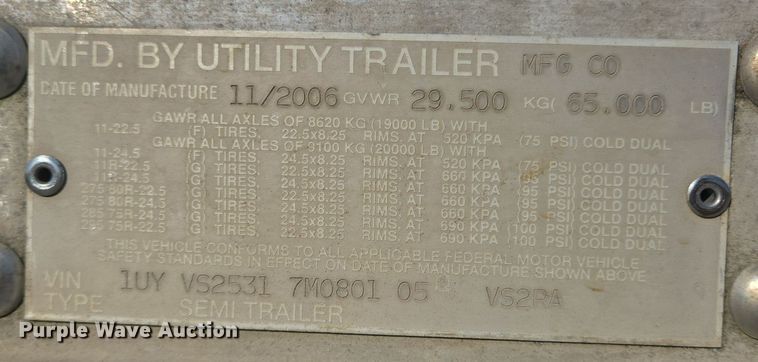 MFD. BY UTILITY TRAILER MFG CO
DATE OF MANUFACTURE 11/2006 GVWR 29,500 KG( 65,000 LB)
GAWR ALL AXLES OF 8620 KG (19000 LB) WITH
11-22.5 (F) TIRES. 22.5x8.25 RIMS. AT 520 KPA (75 PSI) COLD DUAL
GAWR ALL AXLES OF 9100 KG (20000 LB) WITH
11-24.5 (F) TIRES. 24.5x8.25 RIMS. AT 520 KPA (75 PSI) COLD DUAL
11R-22.5 (G) TIRES. 22.5x8.25 RIMS. AT 660 KPA (95 PSI) COLD DUAL
11R-24.5 (G) TIRES. 24.5x8.25 RIMS. AT 660 KPA (95 PSI) COLD DUAL
275 80R-22.5 (G) TIRES. 22.5x8.25 RIMS. AT 660 KPA (95 PSI) COLD DUAL
275 80R-24.5 (G) TIRES. 24.5x8.25 RIMS. AT 660 KPA (95 PSI) COLD DUAL
285 75R-24.5 (G) TIRES. 24.5x8.25 RIMS. AT 690 KPA (100 PSI) COLD DUAL
295 75R-22.5 (G) TIRES. 22.5x8.25 RIMS. AT 690 KPA (100 PSI) COLD DUAL
THIS VEHICLE CONFORMS TO ALL APPLICABLE FEDERAL MOTOR VEHICLE
SAFETY STANDARDS IN EFFECT ON DATE OF MANUFACTURE SHOWN ABOVE
VIN 1UY VS2531 7M0801 05 VS2RA
TYPE SEMI TRAILER
Purple Wave Auction